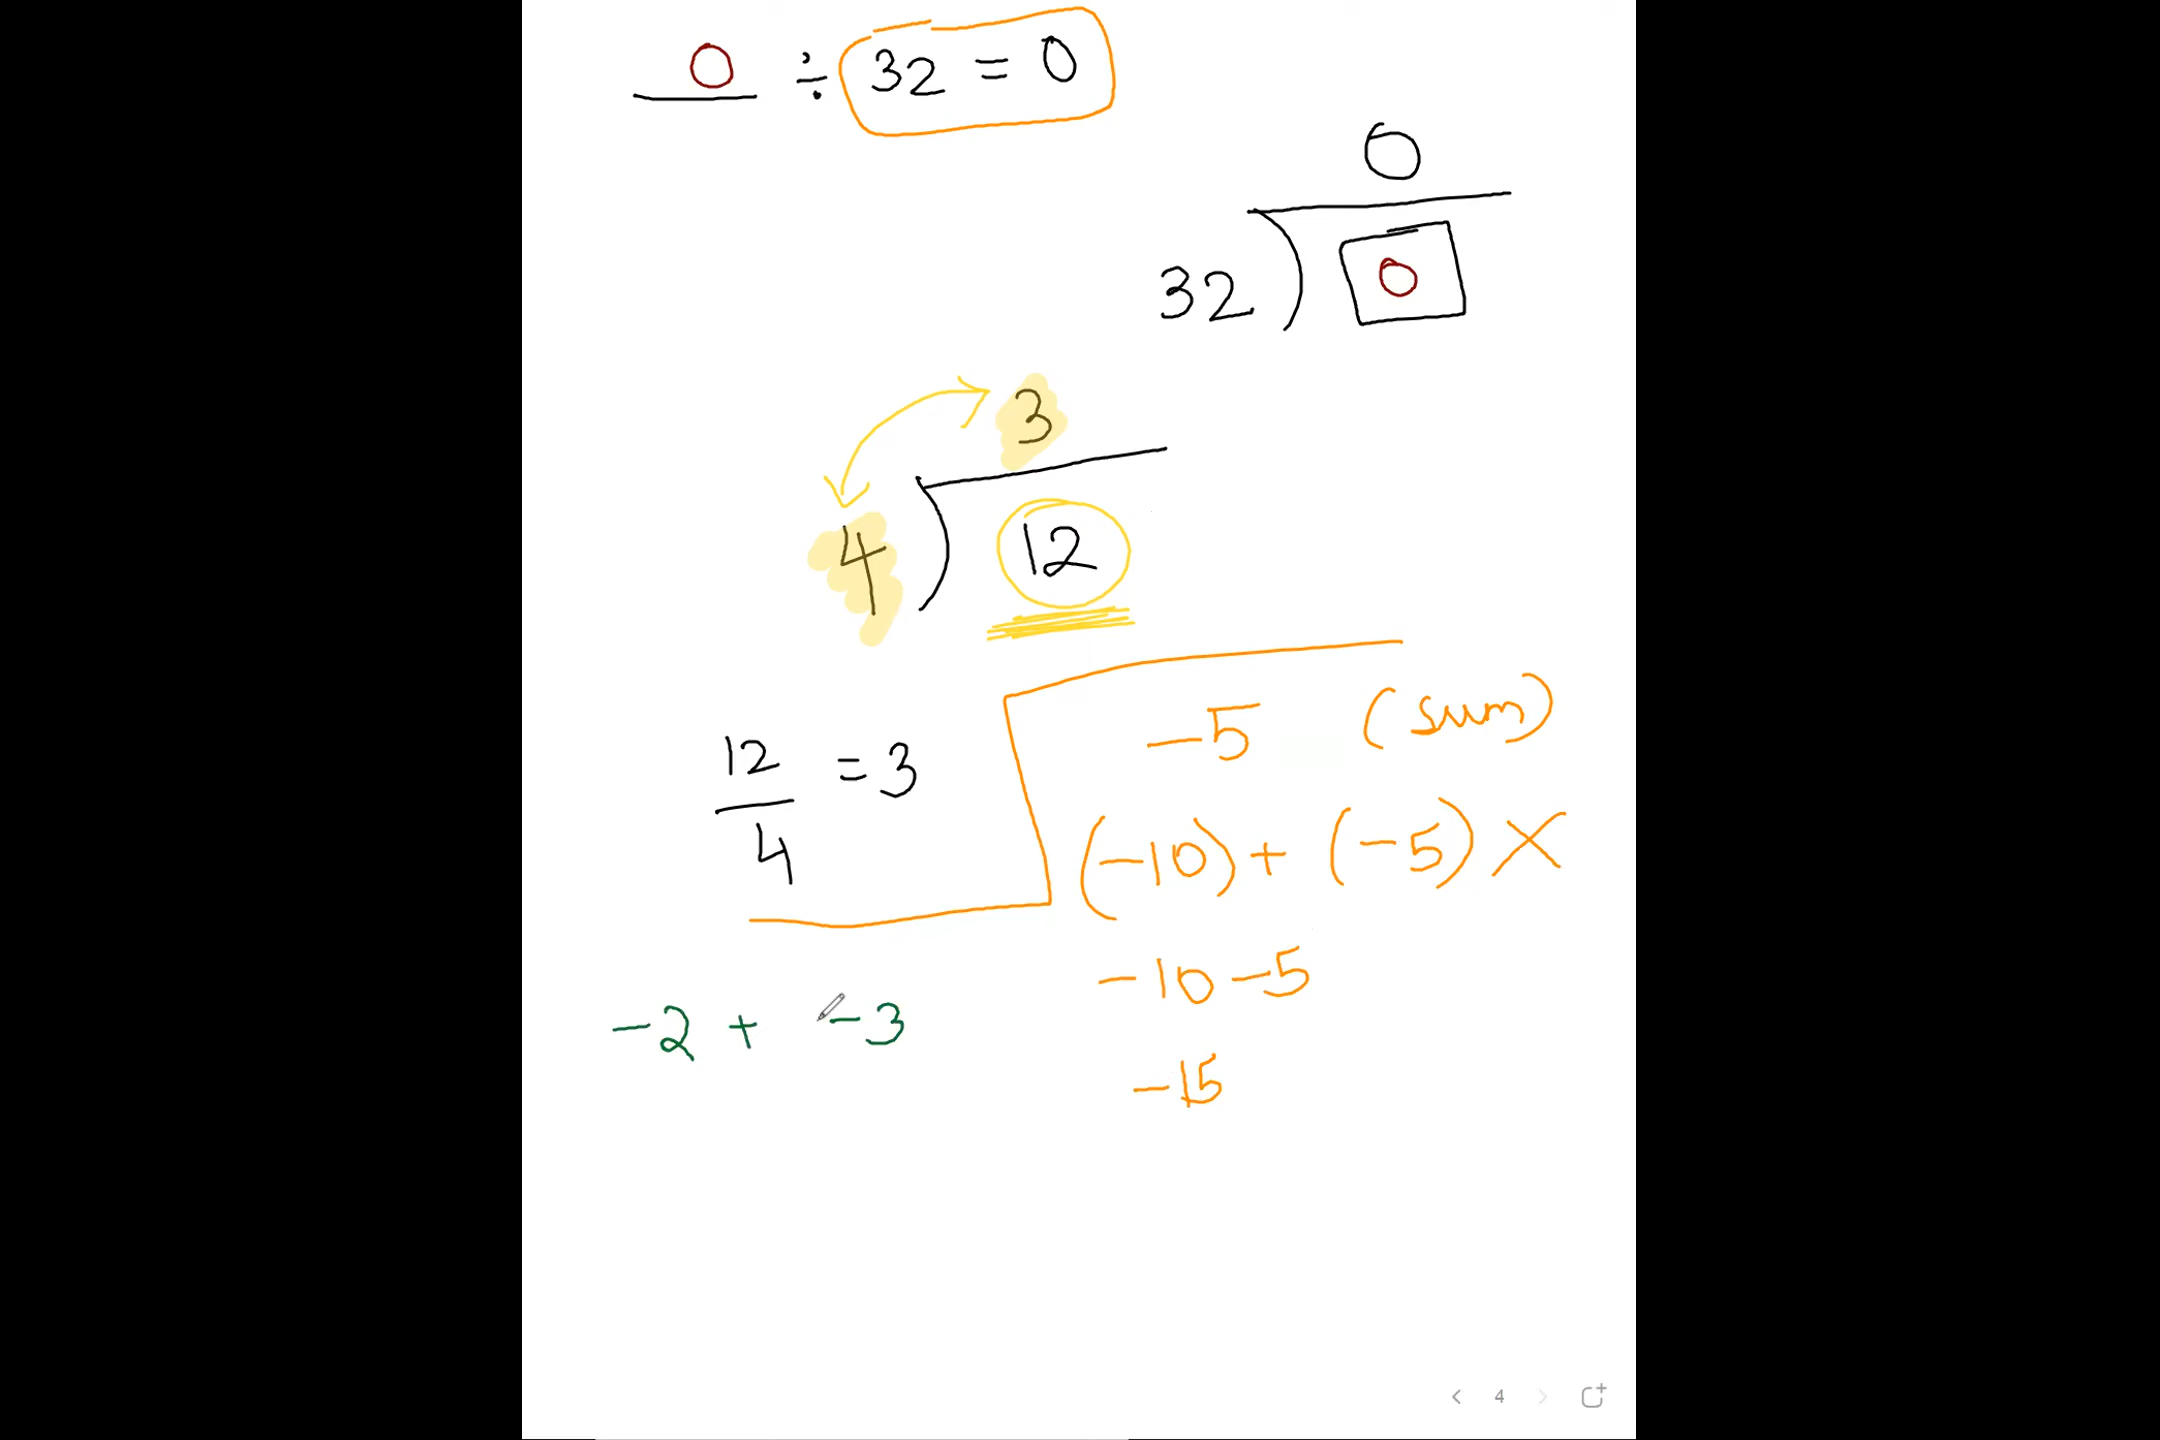 0 ÷ 32 = 0
0
32 ) 0
3
4 ) 12
-5 (sum)
12/4 = 3
(-10) + (-5) X
-10 -5
-2 + -3
-15
4